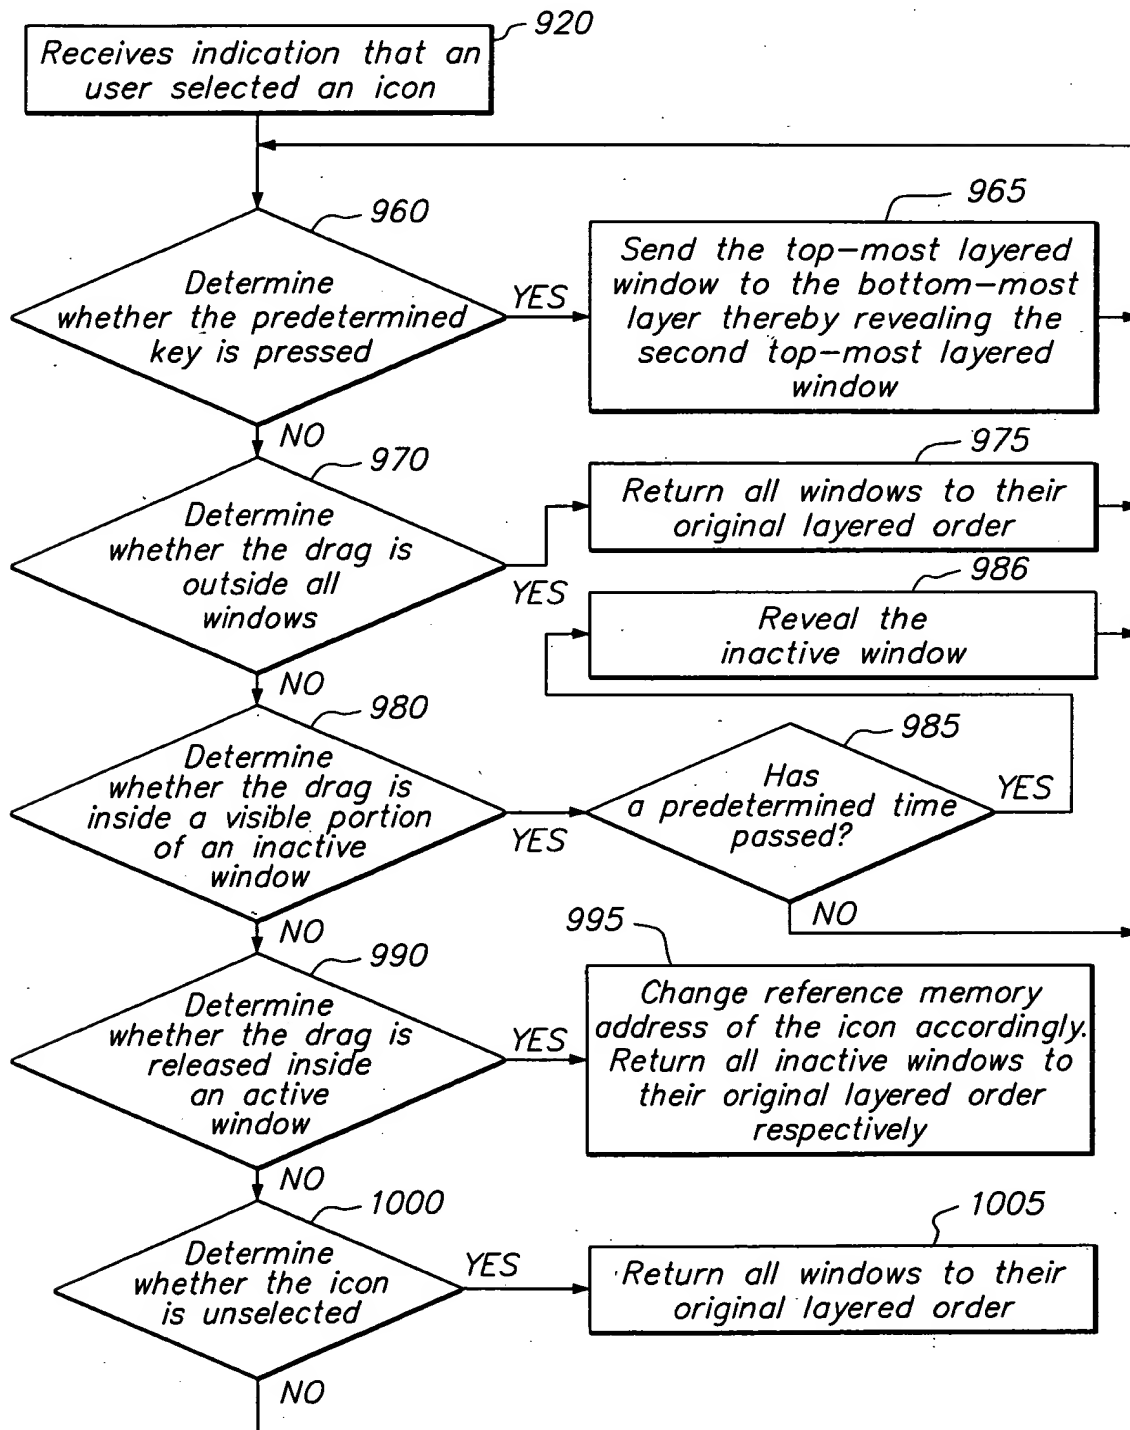 920
Receives indication that an
user selected an icon
960
965
Determine
whether the predetermined
key is pressed
YES
Send the top-most layered
window to the bottom-most
layer thereby revealing the
second top-most layered
window
NO
970
975
Determine
whether the drag is
outside all
windows
YES
Return all windows to their
original layered order
986
Reveal the
inactive window
NO
980
985
Determine
whether the drag is
inside a visible portion
of an inactive
window
YES
Has
a predetermined time
passed?
YES
NO
NO
990
995
Determine
whether the drag is
released inside
an active
window
YES
Change reference memory
address of the icon accordingly.
Return all inactive windows to
their original layered order
respectively
NO
1000
1005
Determine
whether the icon
is unselected
YES
Return all windows to their
original layered order
NO